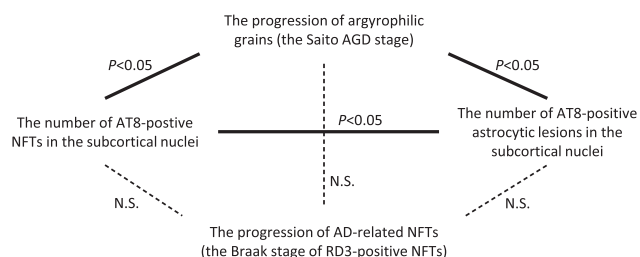 The progression of argyrophilic
grains (the Saito AGD stage)
P<0.05
P<0.05
The number of AT8-postive
NFTs in the subcortical nuclei
P<0.05
The number of AT8-positive
astrocytic lesions in the
subcortical nuclei
N.S.
N.S.
N.S.
The progression of AD-related NFTs
(the Braak stage of RD3-positive NFTs)